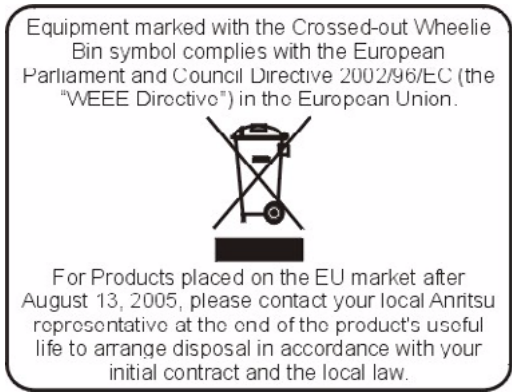 Equipment marked with the Crossed-out Wheelie
Bin symbol complies with the European
Parliament and Council Directive 2002/96/EC (the
"WEEE Directive") in the European Union.
For Products placed on the EU market after
August 13, 2005, please contact your local Anritsu
representative at the end of the product's useful
life to arrange disposal in accordance with your
initial contract and the local law.